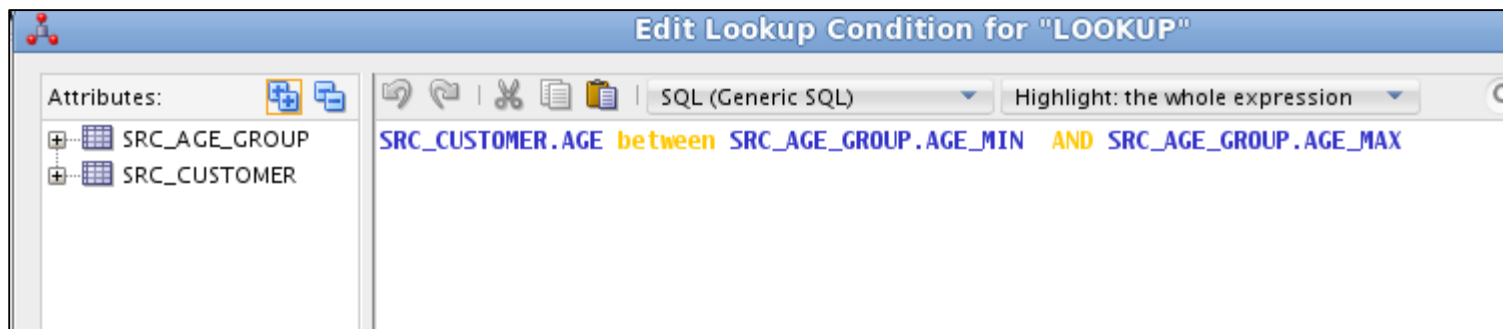 Edit Lookup Condition for "LOOKUP"
Attributes:
SQL (Generic SQL)
Highlight: the whole expression
SRC_AGE_GROUP
SRC_CUSTOMER
SRC_CUSTOMER.AGE between SRC_AGE_GROUP.AGE_MIN  AND SRC_AGE_GROUP.AGE_MAX